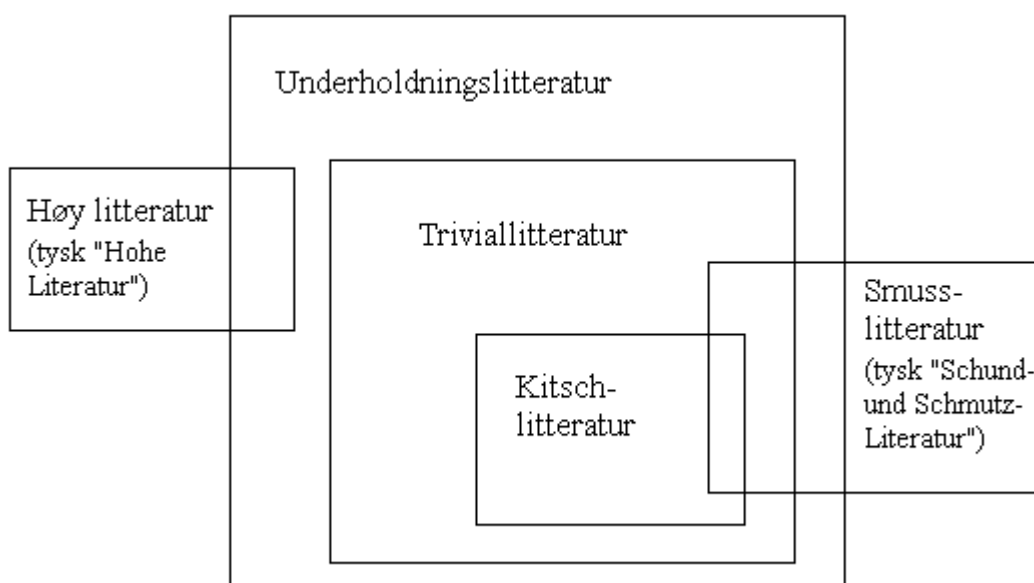 Underholdningslitteratur
Høy litteratur
(tysk "Hohe
Literatur")
Triviallitteratur
Smuss-
litteratur
(tysk "Schund-
und Schmutz-
Literatur")
Kitsch-
litteratur